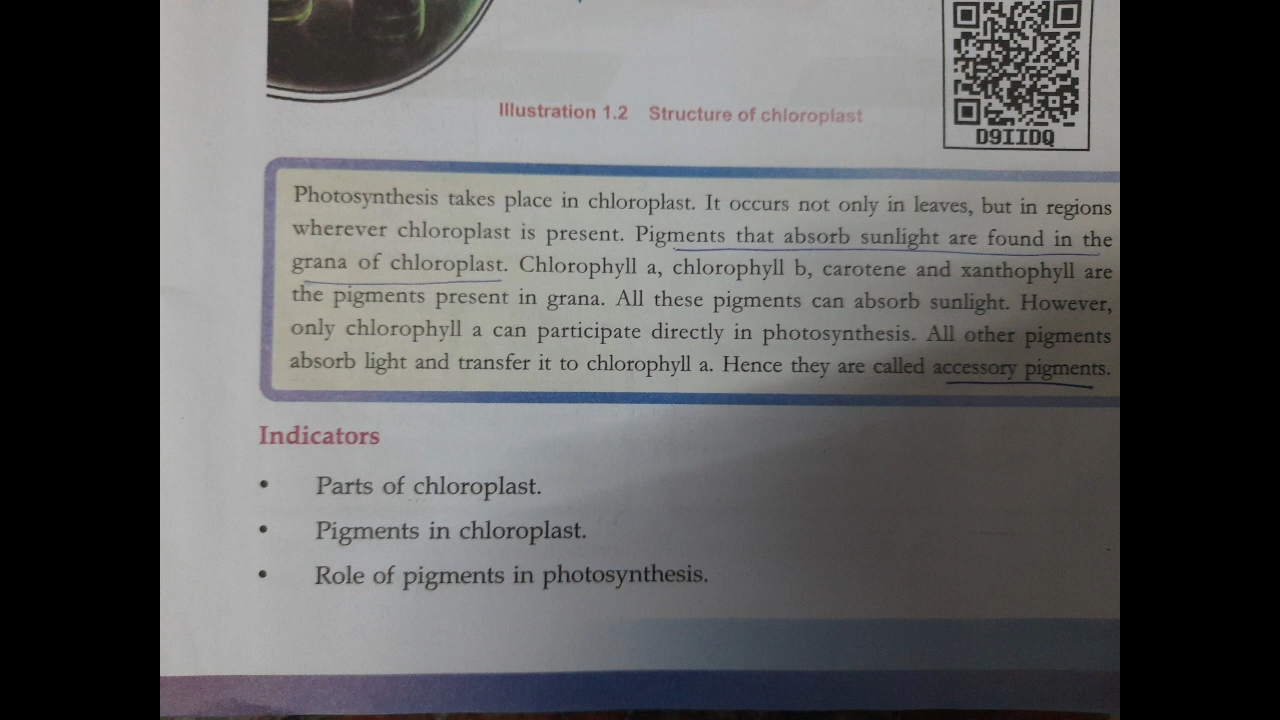 D9IIDQ
Illustration 1.2 Structure of chloroplast
Photosynthesis takes place in chloroplast. It occurs not only in leaves, but in regions
wherever chloroplast is present. Pigments that absorb sunlight are found in the
grana of chloroplast. Chlorophyll a, chlorophyll b, carotene and xanthophyll are
the pigments present in grana. All these pigments can absorb sunlight. However,
only chlorophyll a can participate directly in photosynthesis. All other pigments
absorb light and transfer it to chlorophyll a. Hence they are called accessory pigments.
Indicators
• Parts of chloroplast.
• Pigments in chloroplast.
• Role of pigments in photosynthesis.